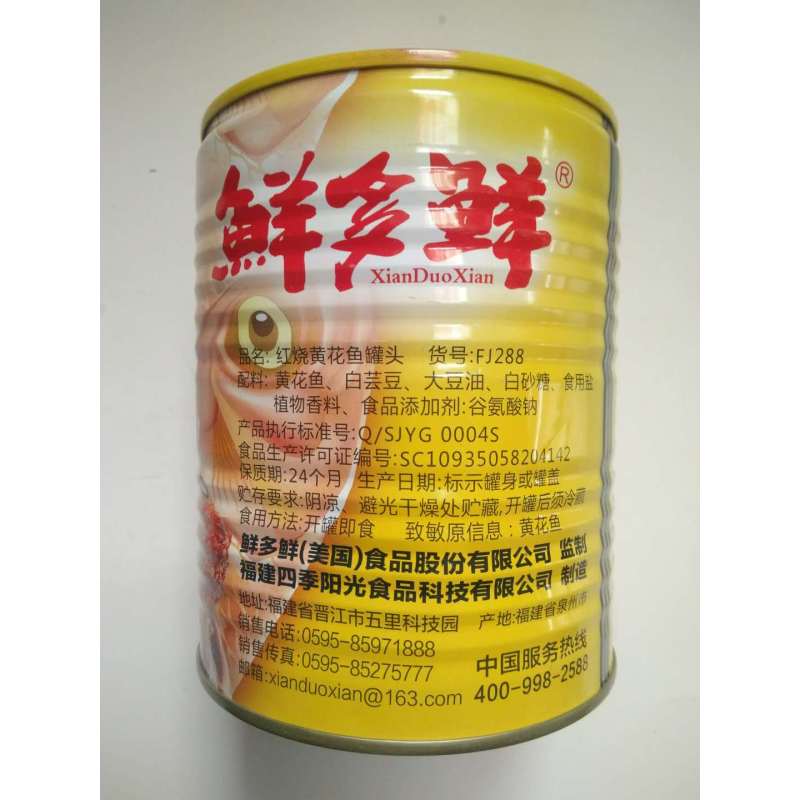 鲜多鲜®
XianDuoXian
品名: 红烧黄花鱼罐头 货号:FJ288
配料: 黄花鱼、白芸豆、大豆油、白砂糖、食用盐
植物香料、食品添加剂:谷氨酸钠
产品执行标准号:Q/SJYG 0004S
食品生产许可证编号:SC10935058204142
保质期:24个月 生产日期:标示罐身或罐盖
贮存要求:阴凉、避光干燥处贮藏,开罐后须冷藏
食用方法:开罐即食 致敏原信息:黄花鱼
鲜多鲜(美国)食品股份有限公司 监制
福建四季阳光食品科技有限公司 制造
地址:福建省晋江市五里科技园 产地:福建省泉州市
销售电话:0595-85971888
销售传真:0595-85275777
中国服务热线
邮箱:xianduoxian@163.com
400-998-2588